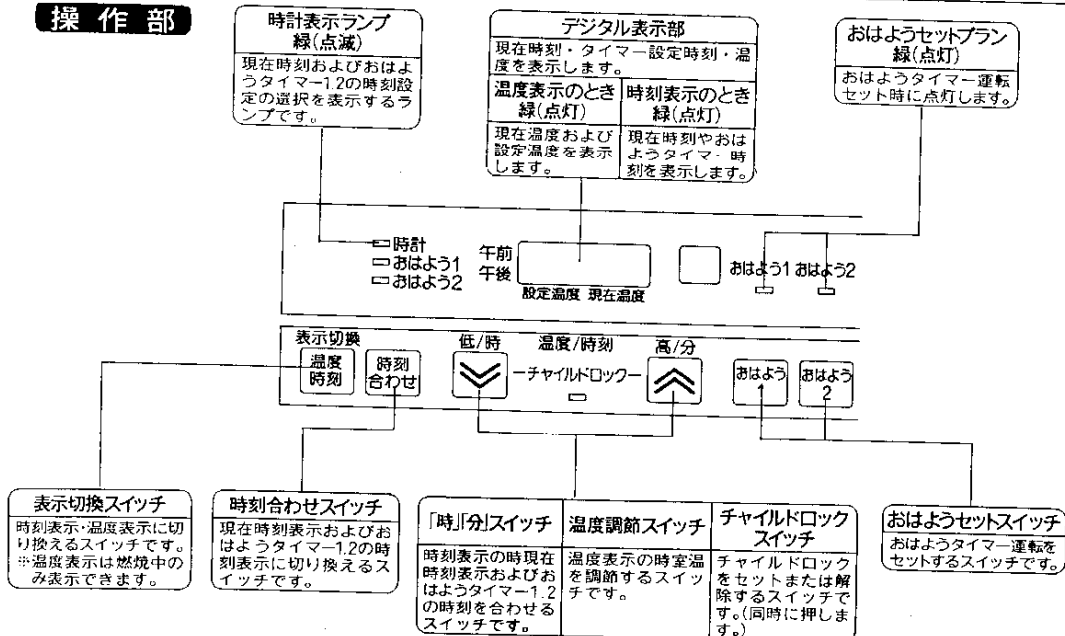 操作部
時計表示ランプ
緑(点滅)
現在時刻およびおはよ
うタイマー1.2の時刻設
定の選択を表示するラ
ンプです。
デジタル表示部
現在時刻・タイマー設定時刻・温
度を表示します。
温度表示のとき
緑(点灯)
現在温度および
設定温度を表示
します。
時刻表示のとき
緑(点灯)
現在時刻やおは
ようタイマー時
刻を表示します。
おはようセットプラン
緑(点灯)
おはようタイマー運転
セット時に点灯します。
時計
おはよう1
おはよう2
午前
午後
設定温度 現在温度
おはよう1 おはよう2
表示切換
温度
時刻
時刻
合わせ
低/時
温度/時刻
高/分
ーチャイルドロックー
おはよう
1
おはよう
2
表示切換スイッチ
時刻表示・温度表示に切
り換えるスイッチです。
※温度表示は燃焼中の
み表示できます。
時刻合わせスイッチ
現在時刻表示およびお
はようタイマー1,2の時
刻表示に切り換えるス
イッチです。
「時」「分」スイッチ
時刻表示の時現在
時刻表示およびお
はようタイマー1.2
の時刻を合わせる
スイッチです。
温度調節スイッチ
温度表示の時室温
を調節するスイッ
チです。
チャイルドロック
スイッチ
チャイルドロック
をセットまたは解
除するスイッチで
す。(同時に押しま
す。)
おはようセットスイッチ
おはようタイマー運転を
セットするスイッチです。